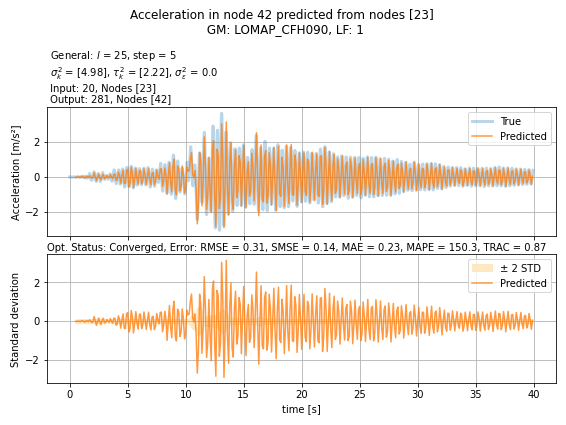 Acceleration in node 42 predicted from nodes [23]
GM: LOMAP_CFH090, LF: 1
General: l = 25, step = 5
σ²ₖ = [4.98], τ²ₖ = [2.22], σ²ε = 0.0
Input: 20, Nodes [23]
Output: 281, Nodes [42]
Acceleration [m/s²]
2
0
−2
True
Predicted
Opt. Status: Converged, Error: RMSE = 0.31, SMSE = 0.14, MAE = 0.23, MAPE = 150.3, TRAC = 0.87
Standard deviation
2
0
−2
± 2 STD
Predicted
0 5 10 15 20 25 30 35 40
time [s]